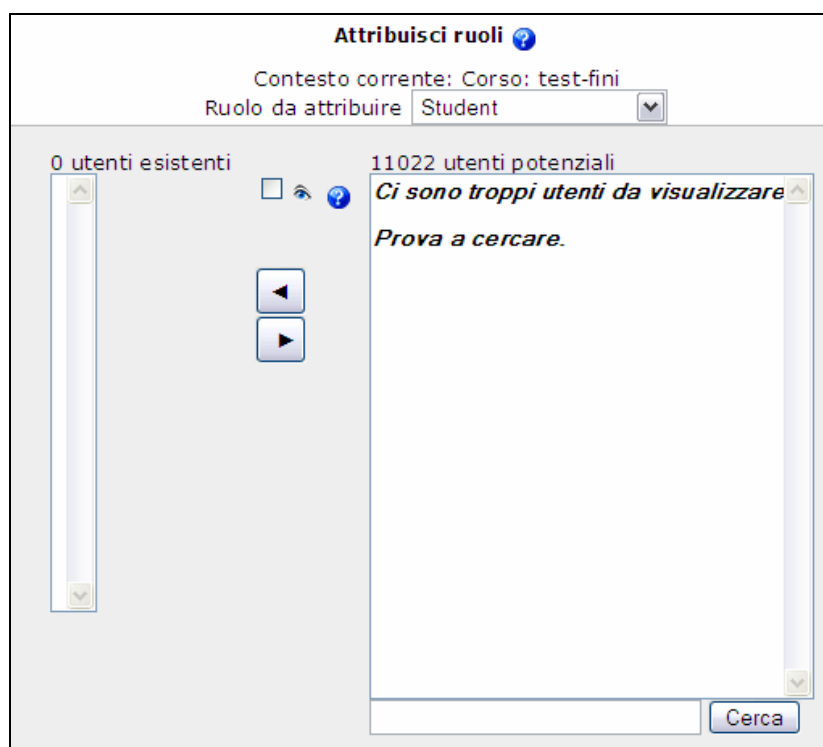 Attribuisci ruoli
Contesto corrente: Corso: test-fini
Ruolo da attribuire Student
0 utenti esistenti
11022 utenti potenziali
Ci sono troppi utenti da visualizzare
Prova a cercare.
Cerca